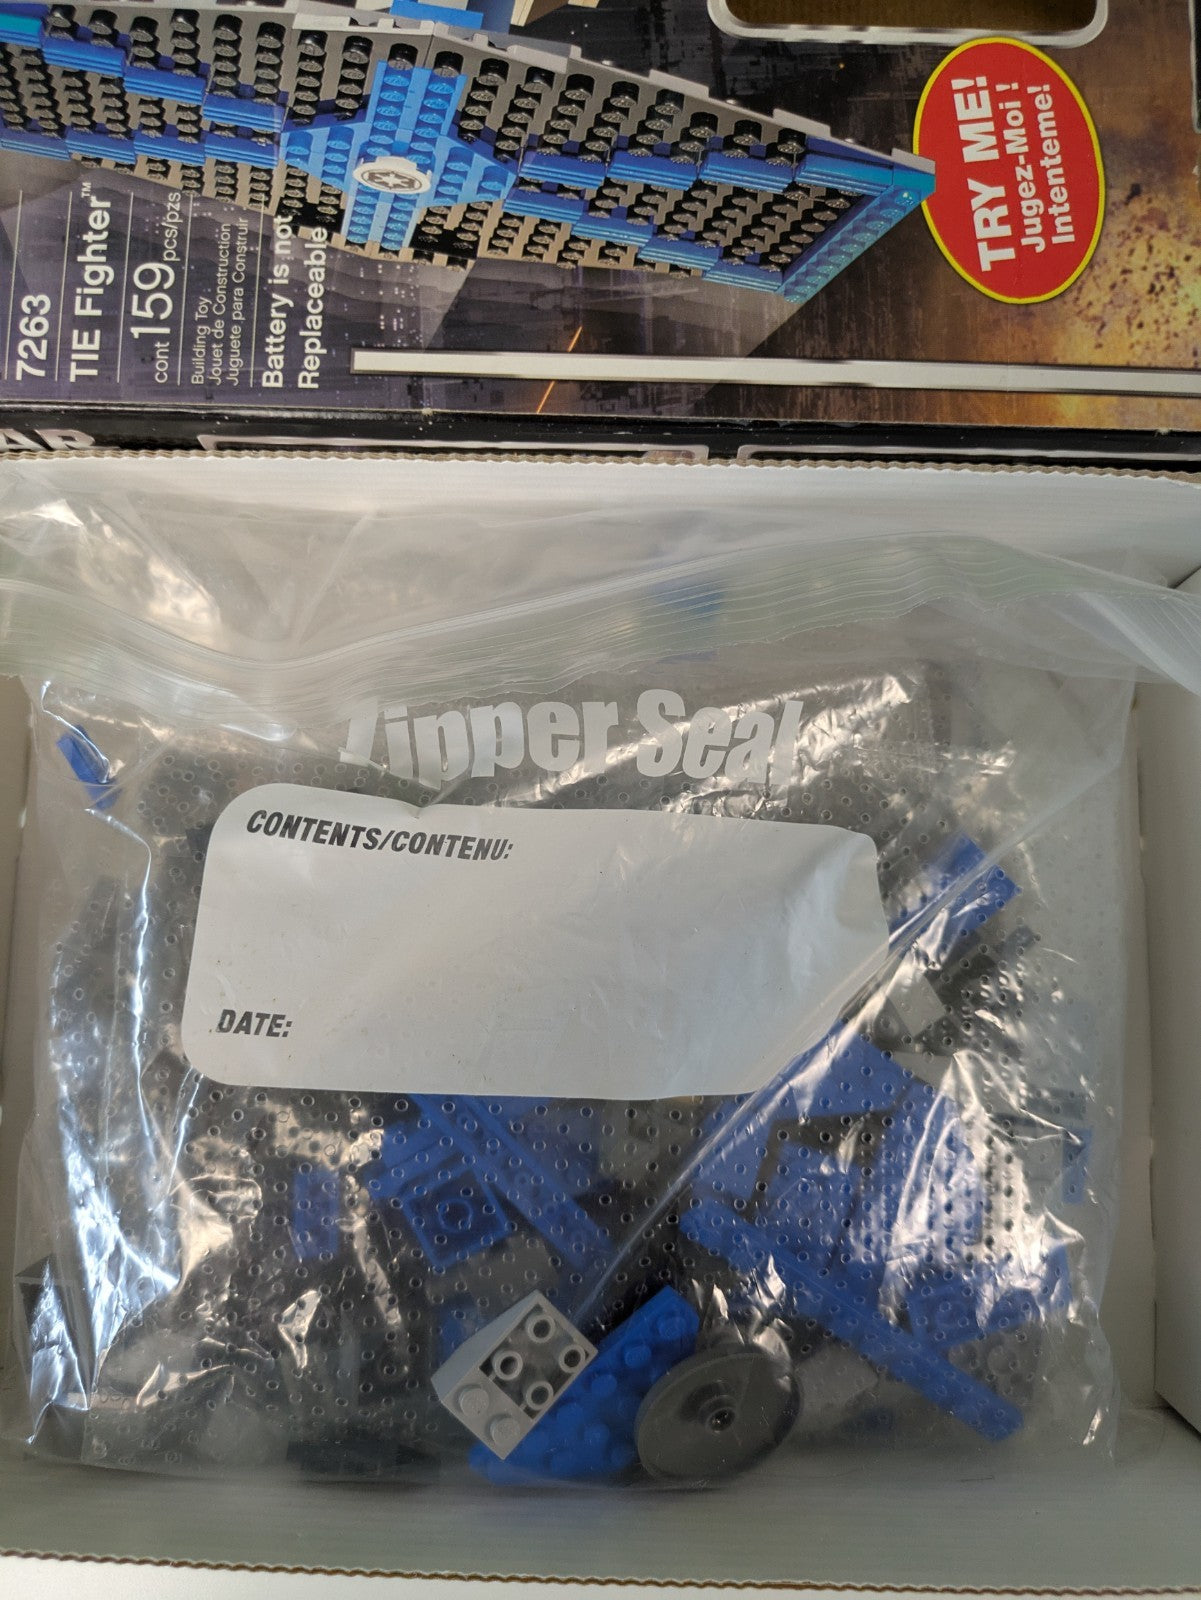 7263
TIE Fighter™
cont 159 pcs/pzs
Building Toy
Jouet de Construction
Juguete para Construir
Battery is not
Replaceable
TRY ME!
Jugez-Moi !
Intenteme!
Zipper Seal
CONTENTS/CONTENU:
DATE: